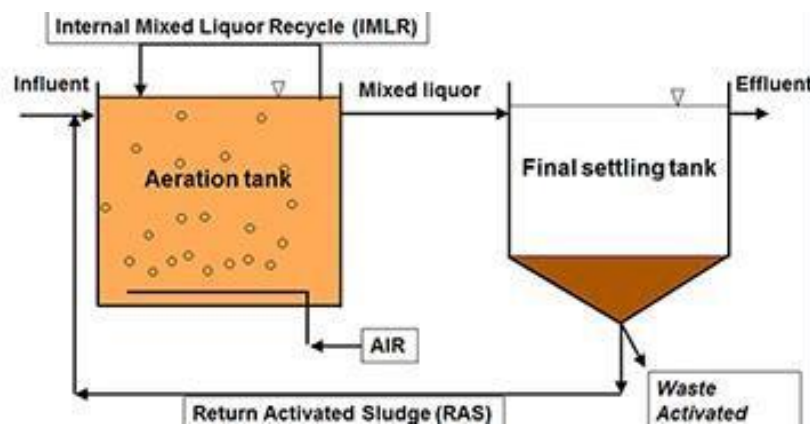 Internal Mixed Liquor Recycle (IMLR)
Influent
Mixed liquor
Effluent
Aeration tank
Final settling tank
AIR
Return Activated Sludge (RAS)
Waste
Activated